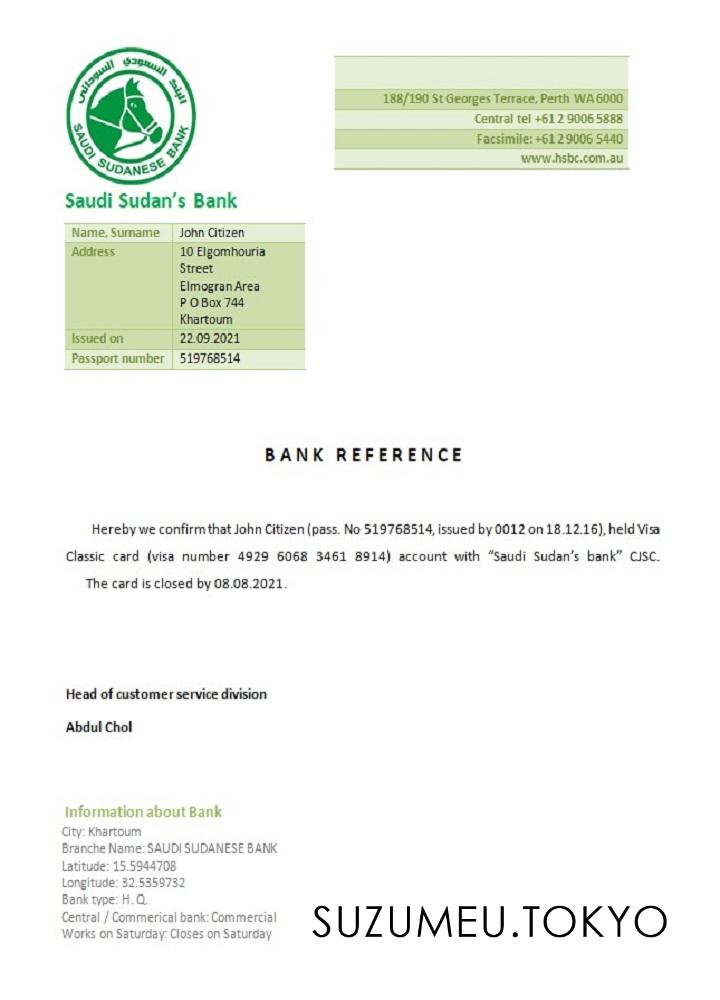 البنك السعودي السوداني
SAUDI SUDANESE BANK
Saudi Sudan's Bank
188/190 St Georges Terrace, Perth WA 6000
Central tel +61 2 9006 5888
Facsimile: +61 2 9006 5440
www.hsbc.com.au
Name, Surname John Citizen
Address 10 Elgomhouria
Street
Elmogran Area
P O Box 744
Khartoum
Issued on 22.09.2021
Passport number 519768514
BANK REFERENCE
Hereby we confirm that John Citizen (pass. No 519768514, issued by 0012 on 18.12.16), held Visa
Classic card (visa number 4929 6068 3461 8914) account with "Saudi Sudan's bank" CJSC.
The card is closed by 08.08.2021.
Head of customer service division
Abdul Chol
Information about Bank
City: Khartoum
Branche Name: SAUDI SUDANESE BANK
Latitude: 15.5944708
Longitude: 32.5359732
Bank type: H. Q.
Central / Commerical bank: Commercial
Works on Saturday: Closes on Saturday
SUZUMEU.TOKYO